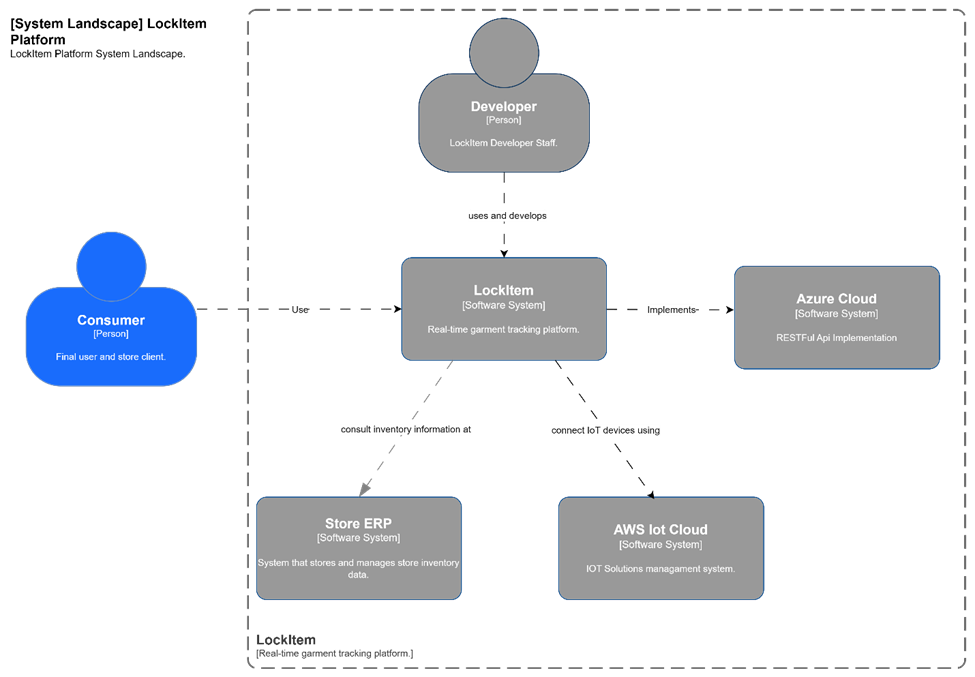 [System Landscape] LockItem
Platform
LockItem Platform System Landscape.
Developer
[Person]
LockItem Developer Staff.
uses and develops
Consumer
[Person]
Final user and store client.
Use
LockItem
[Software System]
Real-time garment tracking platform.
Implements
Azure Cloud
[Software System]
RESTFul Api Implementation
consult inventory information at
connect IoT devices using
Store ERP
[Software System]
System that stores and manages store inventory
data.
AWS Iot Cloud
[Software System]
IOT Solutions managament system.
LockItem
[Real-time garment tracking platform.]